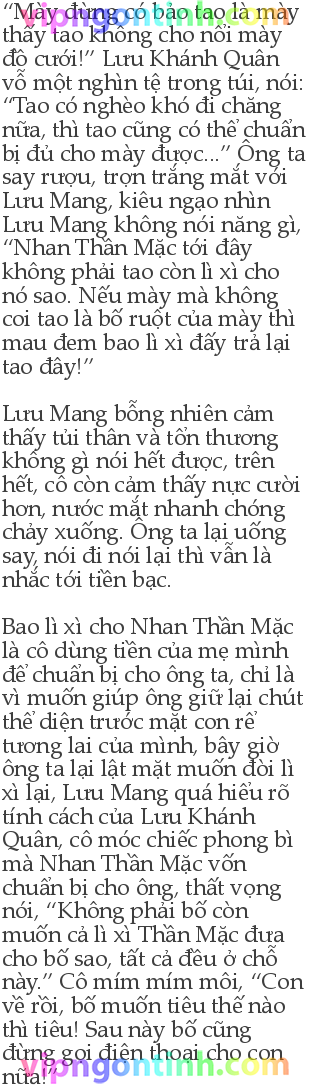 "Mày đừng có bảo tao là mày
thấy tao không cho nổi mày
đồ cưới!" Lưu Khánh Quân
vỗ một nghìn tệ trong túi, nói:
"Tao có nghèo khó đi chăng
nữa, thì tao cũng có thể chuẩn
bị đủ cho mày được..." Ông ta
say rượu, trợn trắng mắt với
Lưu Mang, kiêu ngạo nhìn
Lưu Mang không nói năng gì,
"Nhan Thần Mặc tới đây
không phải tao còn lì xì cho
nó sao. Nếu mày mà không
coi tao là bố ruột của mày thì
mau đem bao lì xì đấy trả lại
tao đây!"
Lưu Mang bỗng nhiên cảm
thấy tủi thân và tổn thương
không gì nói hết được, trên
hết, cô còn cảm thấy nực cười
hơn, nước mắt nhanh chóng
chảy xuống. Ông ta lại uống
say, nói đi nói lại thì vẫn là
nhắc tới tiền bạc.
Bao lì xì cho Nhan Thần Mặc
là cô dùng tiền của mẹ mình
để chuẩn bị cho ông ta, chỉ là
vì muốn giúp ông giữ lại chút
thể diện trước mặt con rể
tương lai của mình, bây giờ
ông ta lại lật mặt muốn đòi lì
xì lại, Lưu Mang quá hiểu rõ
tính cách của Lưu Khánh
Quân, cô móc chiếc phong bì
mà Nhan Thần Mặc vốn
chuẩn bị cho ông, thất vọng
nói, "Không phải bố còn
muốn cả lì xì Thần Mặc đưa
cho bố sao, tất cả đều ở chỗ
này." Cô mím mím môi, "Con
về rồi, bố muốn tiêu thế nào
thì tiêu! Sau này bố cũng
đừng gọi điện thoại cho con
nữa!"
vipngontinh.com
vipngontinh.com